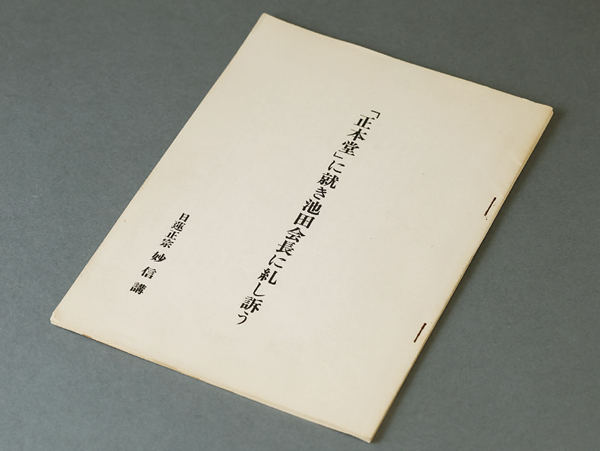 「正本堂」に就き池田会長に糺し訴う
日蓮正宗 妙信講